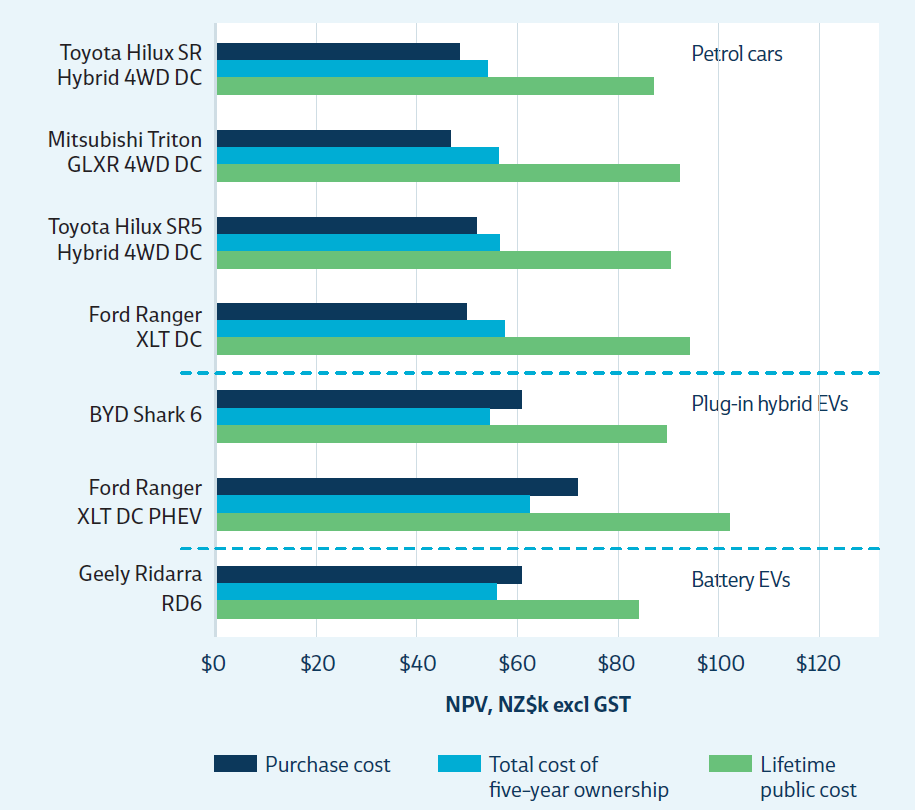 Toyota Hilux SR
Hybrid 4WD DC
Petrol cars
Mitsubishi Triton
GLXR 4WD DC
Toyota Hilux SR5
Hybrid 4WD DC
Ford Ranger
XLT DC
BYD Shark 6
Plug-in hybrid EVs
Ford Ranger
XLT DC PHEV
Geely Ridarra
RD6
Battery EVs
$0 $20 $40 $60 $80 $100 $120
NPV, NZ$k excl GST
Purchase cost
Total cost of
five-year ownership
Lifetime
public cost